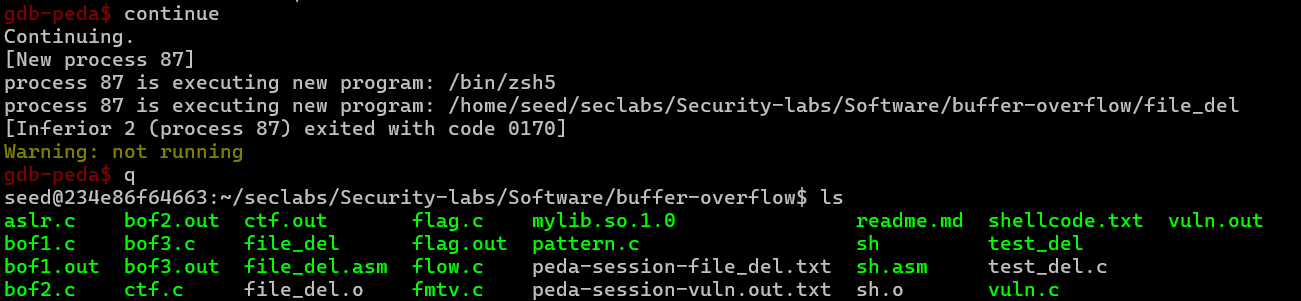 gdb-peda$ continue
Continuing.
[New process 87]
process 87 is executing new program: /bin/zsh5
process 87 is executing new program: /home/seed/seclabs/Security-labs/Software/buffer-overflow/file_del
[Inferior 2 (process 87) exited with code 0170]
Warning: not running
gdb-peda$ q
seed@234e86f64663:~/seclabs/Security-labs/Software/buffer-overflow$ ls
aslr.c bof2.out ctf.out flag.c mylib.so.1.0 readme.md shellcode.txt vuln.out
bof1.c bof3.c file_del flag.out pattern.c sh test_del
bof1.out bof3.out file_del.asm flow.c peda-session-file_del.txt sh.asm test_del.c
bof2.c ctf.c file_del.o fmtv.c peda-session-vuln.out.txt sh.o vuln.c